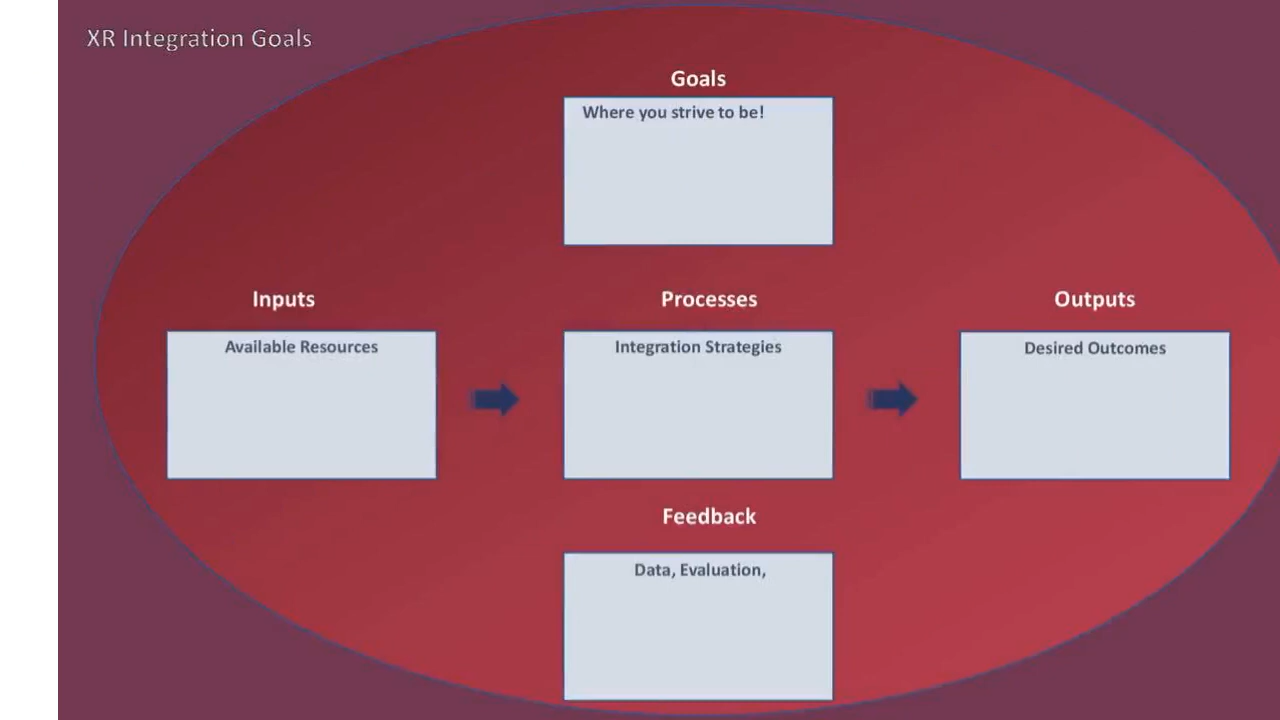 XR Integration Goals
Goals
Where you strive to be!
Inputs
Processes
Outputs
Available Resources
Integration Strategies
Desired Outcomes
Feedback
Data, Evaluation,